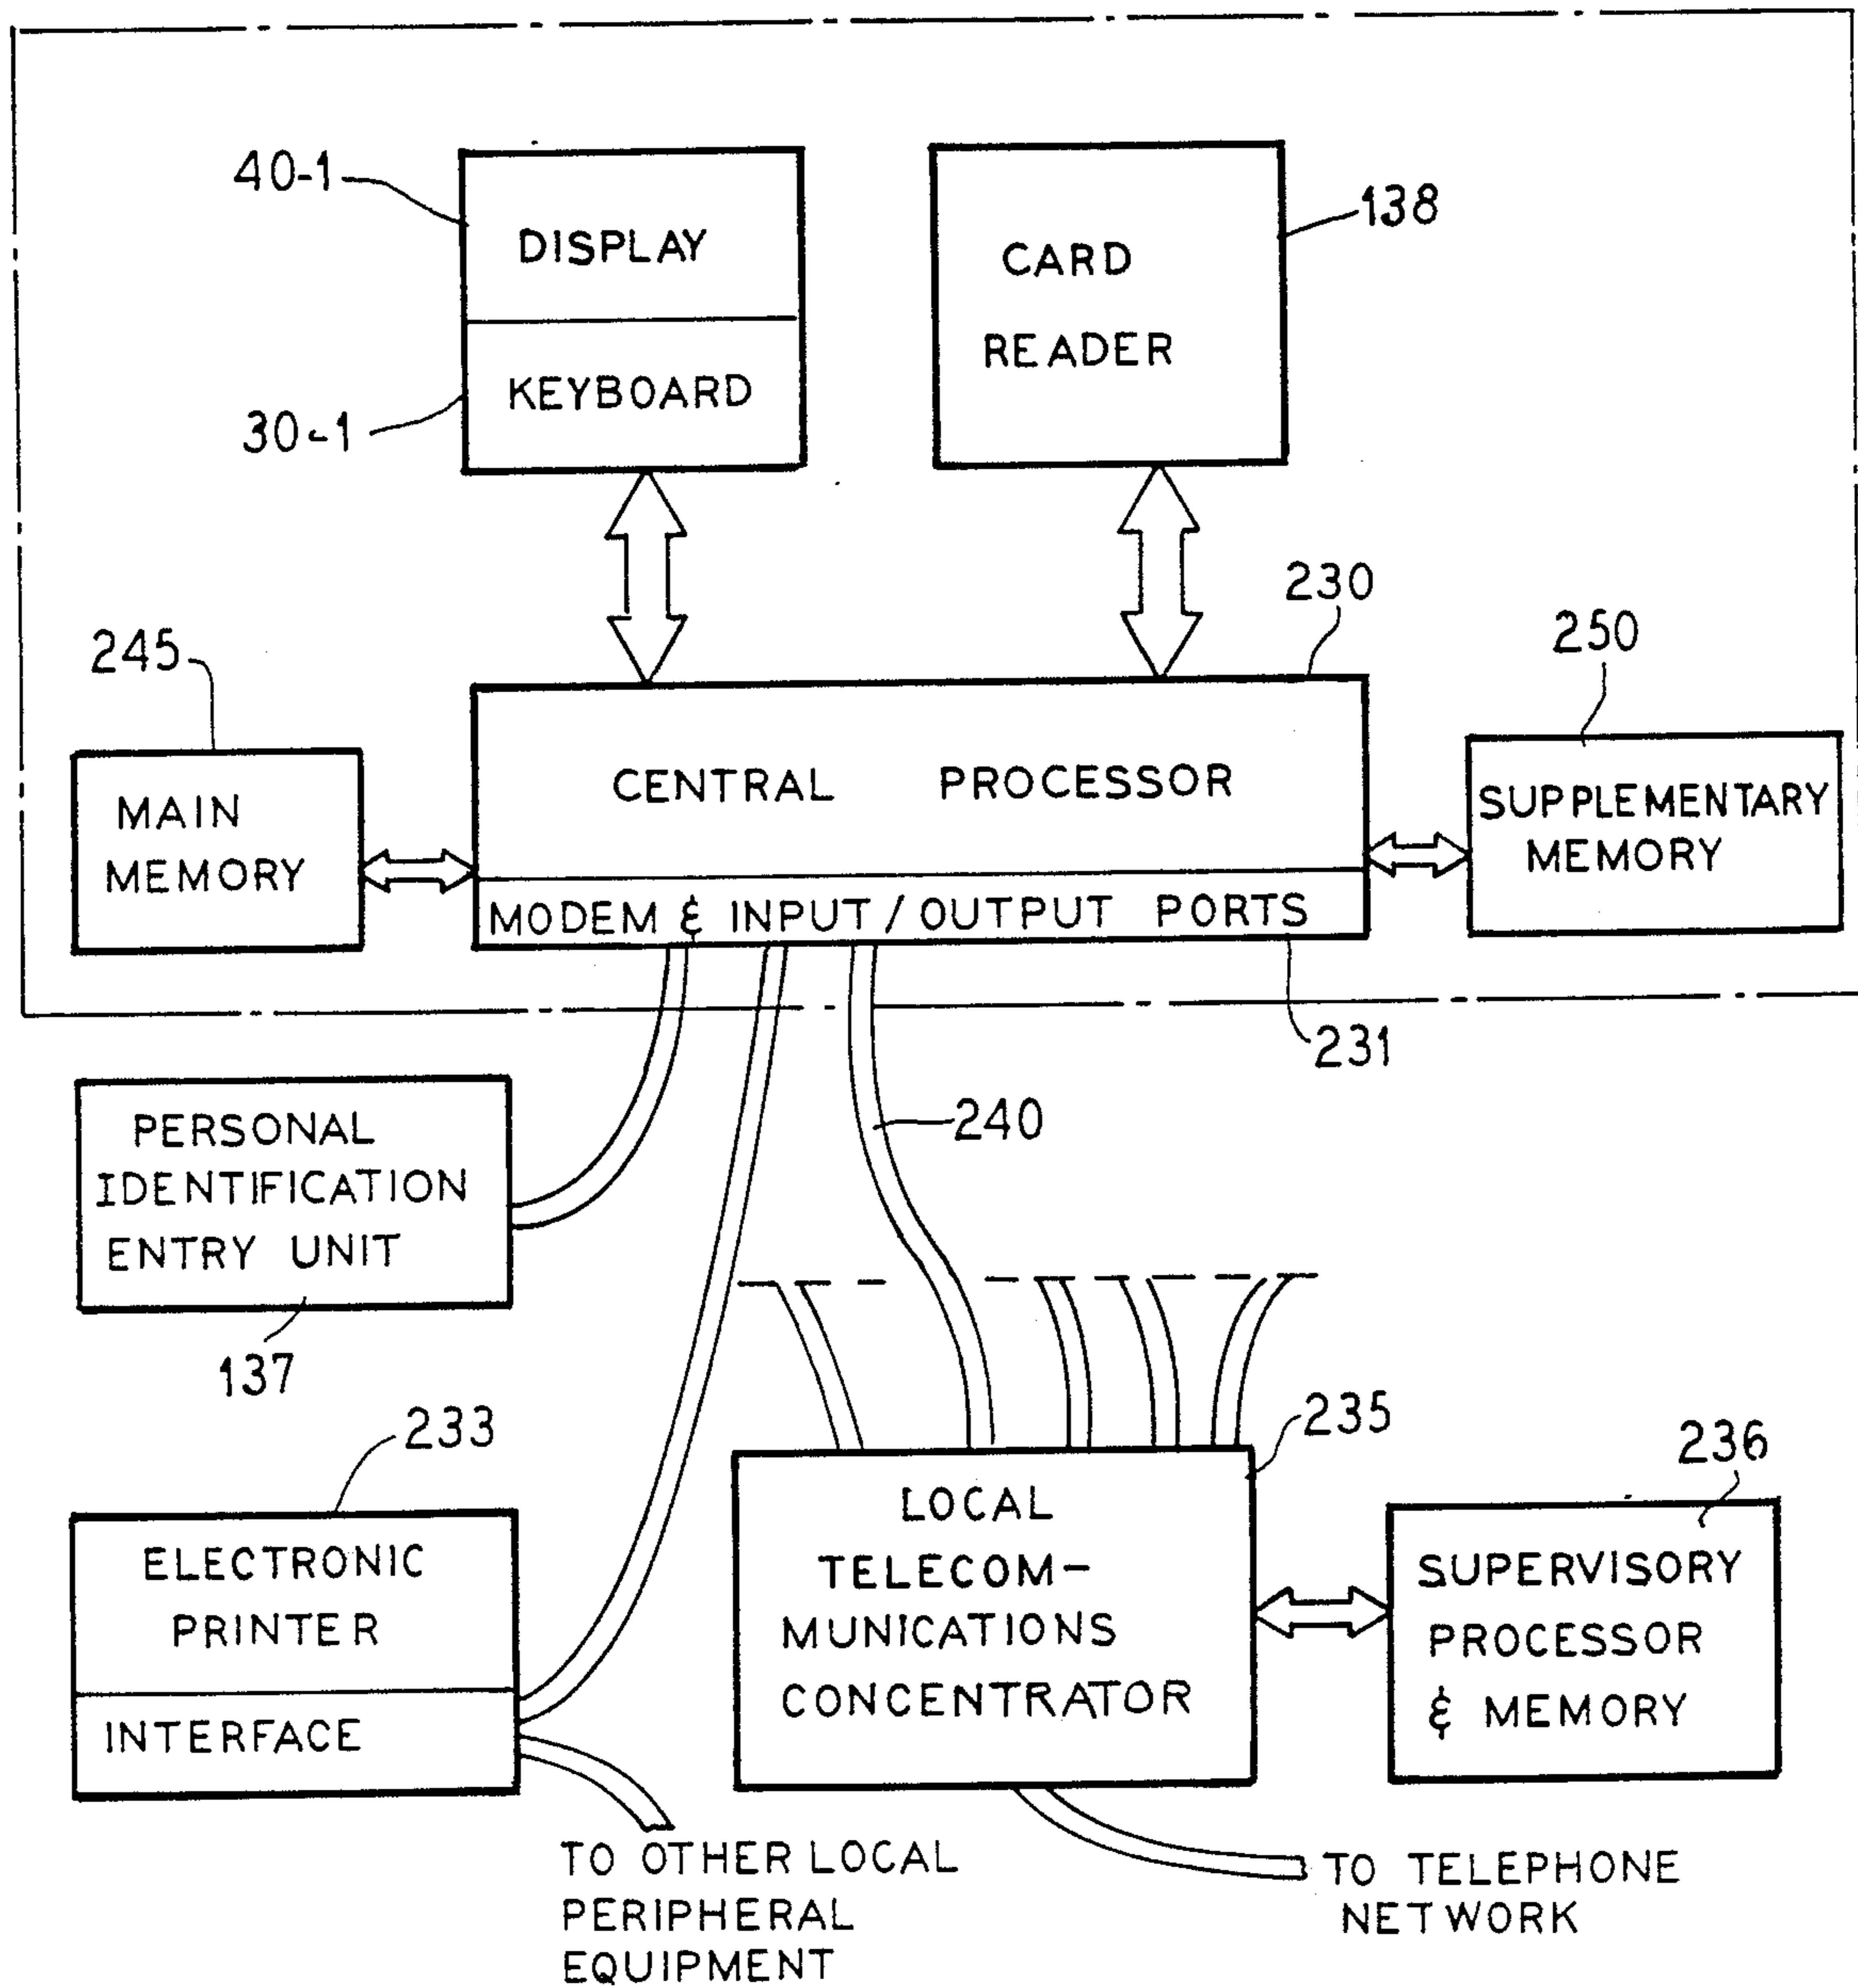 40-1
DISPLAY
KEYBOARD
30-1
CARD
READER
138
230
245
250
MAIN
MEMORY
CENTRAL PROCESSOR
MODEM & INPUT / OUTPUT PORTS
SUPPLEMENTARY
MEMORY
231
PERSONAL
IDENTIFICATION
ENTRY UNIT
137
240
233
ELECTRONIC
PRINTER
INTERFACE
235
LOCAL
TELECOM-
MUNICATIONS
CONCENTRATOR
236
SUPERVISORY
PROCESSOR
& MEMORY
TO OTHER LOCAL
PERIPHERAL
EQUIPMENT
TO TELEPHONE
NETWORK